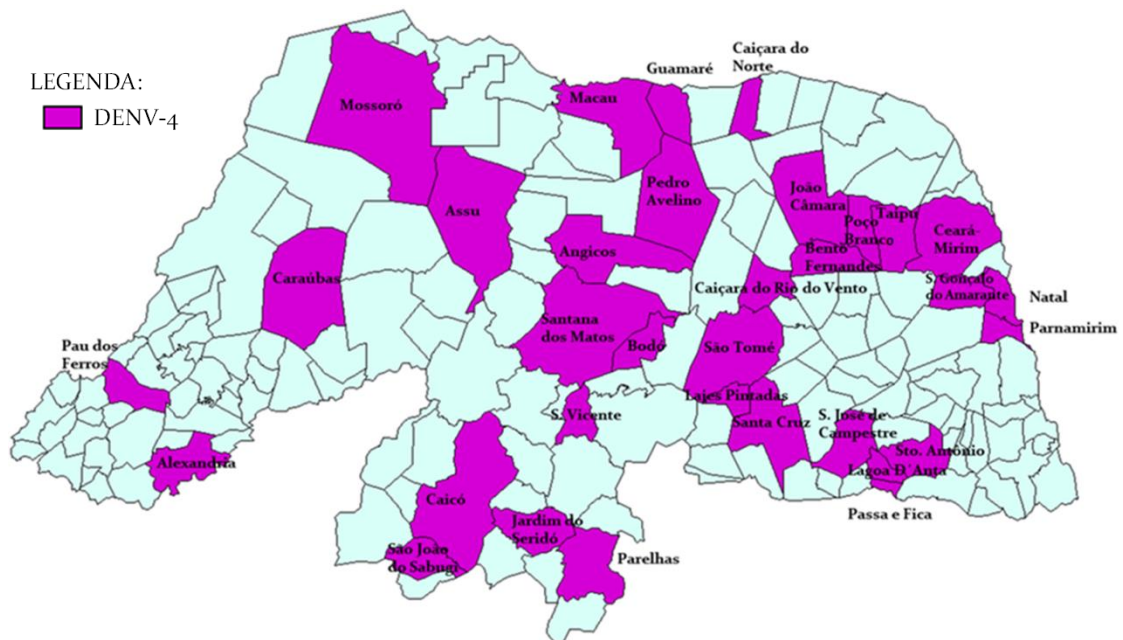 LEGENDA:
DENV-4
Caiçara do
Norte
Guamaré
Macau
Mossoró
Pedro
Avelino
João
Câmara
Assu
Taipu
Poço
Branco
Ceará-
Mirim
Angicos
Bento
Fernandes
Caraúbas
S. Gonçalo
do Amarante
Caiçara do Rio do Vento
Natal
Santana
dos Matos
Parnamirim
Bodó
São Tomé
Pau dos
Ferros
Lajes Pintadas
S. Vicente
Santa Cruz
S. José de
Campestre
Sto. Antônio
Alexandria
Lagoa D'Anta
Caicó
Passa e Fica
Jardim do
Seridó
São João
do Sabugi
Parelhas